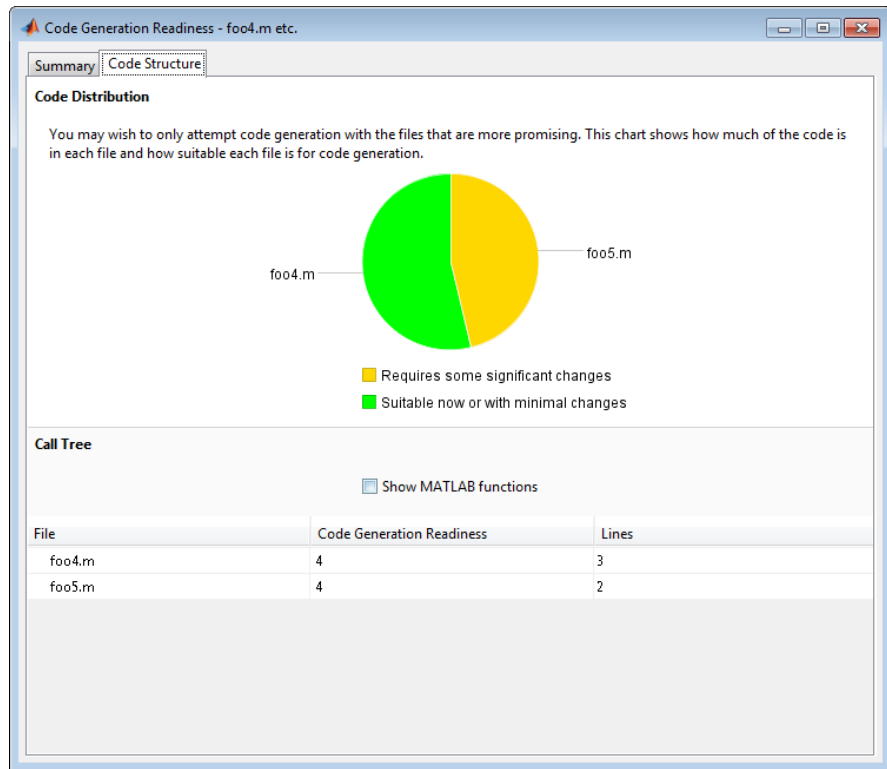 Code Generation Readiness - foo4.m etc.
Summary
Code Structure
Code Distribution
You may wish to only attempt code generation with the files that are more promising. This chart shows how much of the code is
in each file and how suitable each file is for code generation.
foo5.m
foo4.m
Requires some significant changes
Suitable now or with minimal changes
Call Tree
Show MATLAB functions
File Code Generation Readiness Lines
foo4.m 4 3
foo5.m 4 2